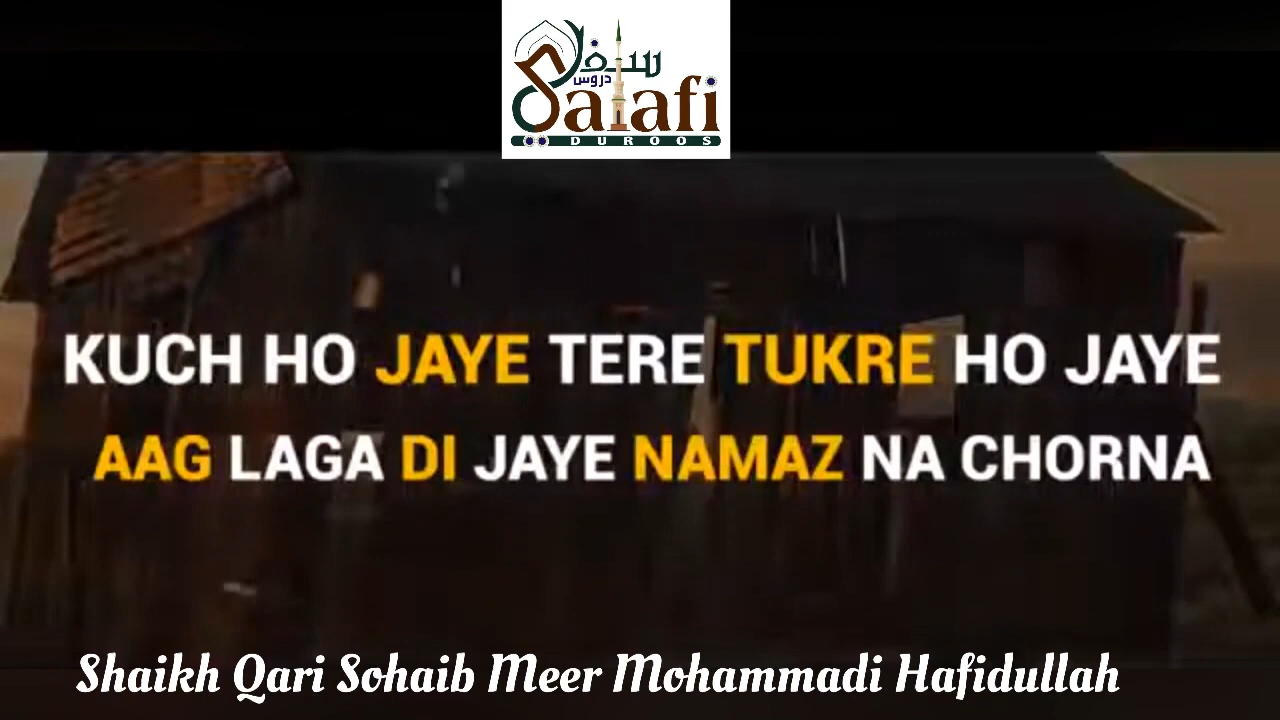 سلفی
دروس
Salafi
DUROOS
KUCH HO JAYE TERE TUKRE HO JAYE
AAG LAGA DI JAYE NAMAZ NA CHORNA
Shaikh Qari Sohaib Meer Mohammadi Hafidullah